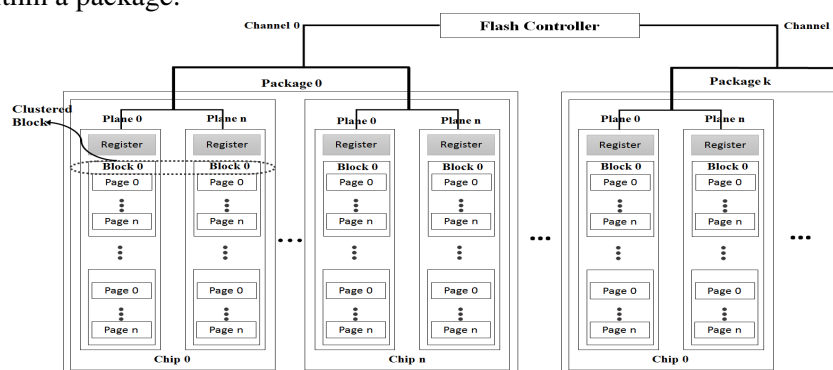 within a package.
Channel 0 Flash Controller Channel
Package 0 Package k
Clustered
Block
Plane 0 Plane n Plane 0 Plane n Plane 0 Plane n
Register Register Register Register Register Register
Block 0 Block 0 Block 0 Block 0 Block 0 Block 0
Page 0 Page 0 Page 0 Page 0 Page 0 Page 0
Page n Page n Page n Page n Page n Page n
Page 0 Page 0 Page 0 Page 0 Page 0 Page 0
Page n Page n Page n Page n Page n Page n
Chip 0 Chip n Chip 0